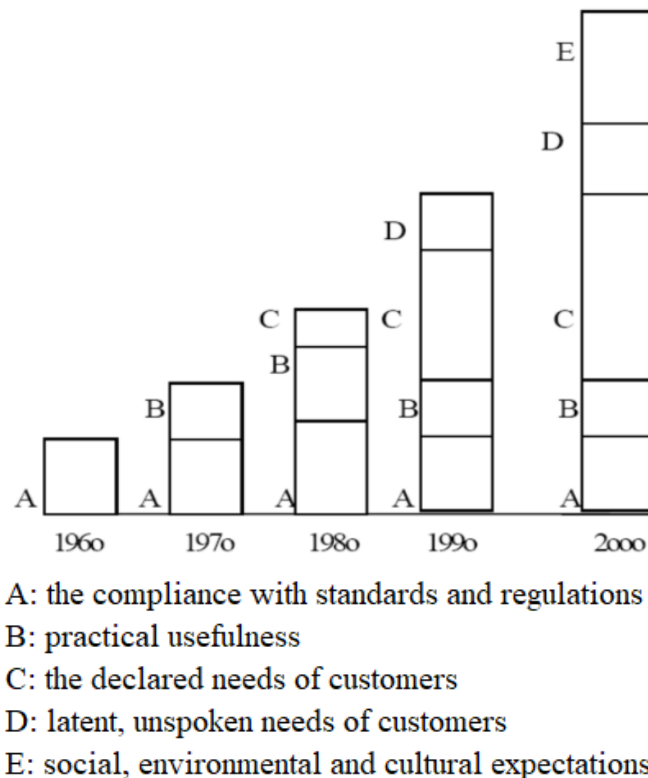 E
D
D
C C C
B
B B B
A A A A A
1960 1970 1980 1990 2000
A: the compliance with standards and regulations
B: practical usefulness
C: the declared needs of customers
D: latent, unspoken needs of customers
E: social, environmental and cultural expectations